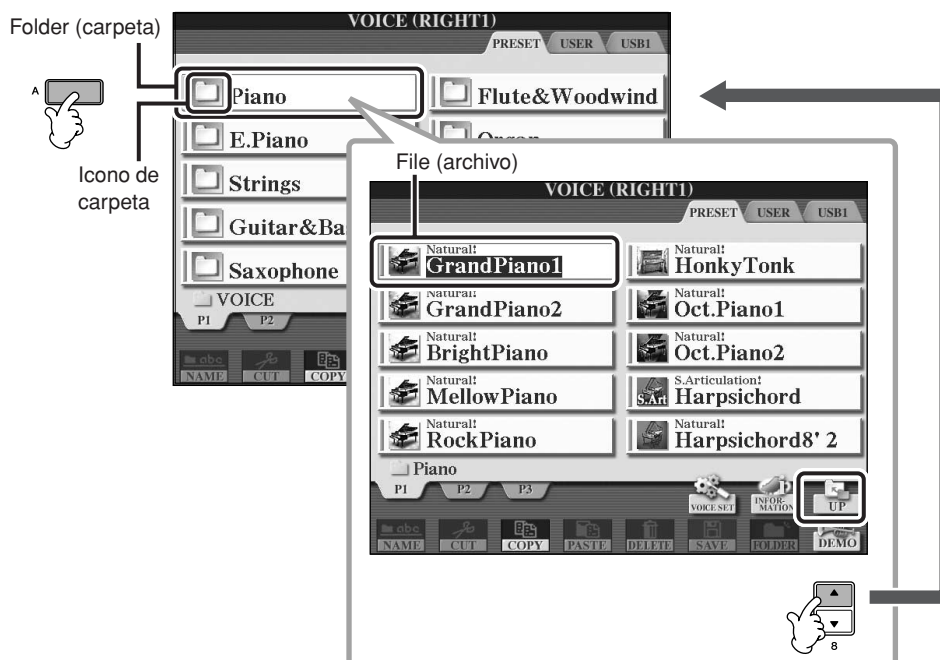 Folder (carpeta)
A
Icono de
carpeta
VOICE (RIGHT1)
PRESET USER USB1
Piano
Flute&Woodwind
E.Piano
Organ
Strings
Guitar&Ba
Saxophone
VOICE
P1 P2
abc
NAME CUT COPY
File (archivo)
VOICE (RIGHT1)
PRESET USER USB1
Natural!
GrandPiano1
Natural!
HonkyTonk
Natural!
GrandPiano2
Natural!
Oct.Piano1
Natural!
BrightPiano
Natural!
Oct.Piano2
Natural!
MellowPiano
S.Articulation!
S.Art
Harpsichord
Natural!
RockPiano
Natural!
Harpsichord8' 2
Piano
P1 P2 P3
VOICE SET INFOR-
MATION UP
abc
NAME CUT COPY PASTE DELETE SAVE FOLDER DEMO
8